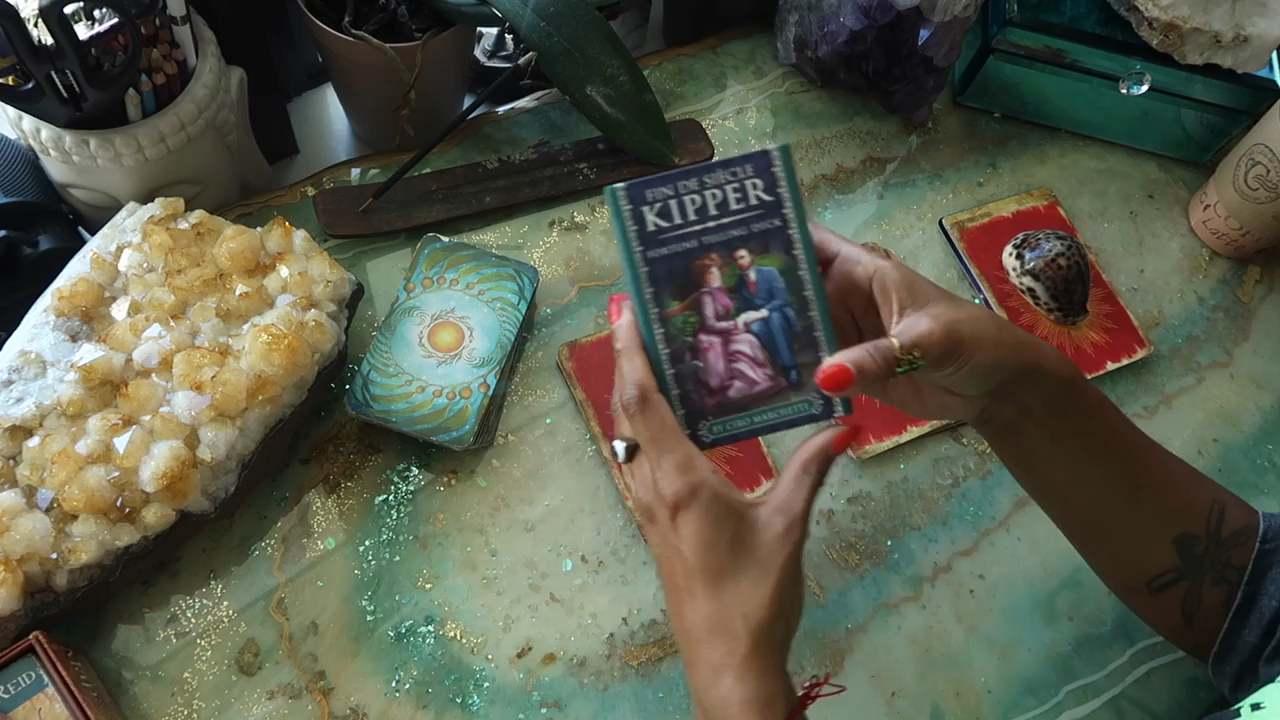 FIN DE SIÈCLE
KIPPER
FORTUNE TELLING DECK
BY CIRO MARCHETTI
REID